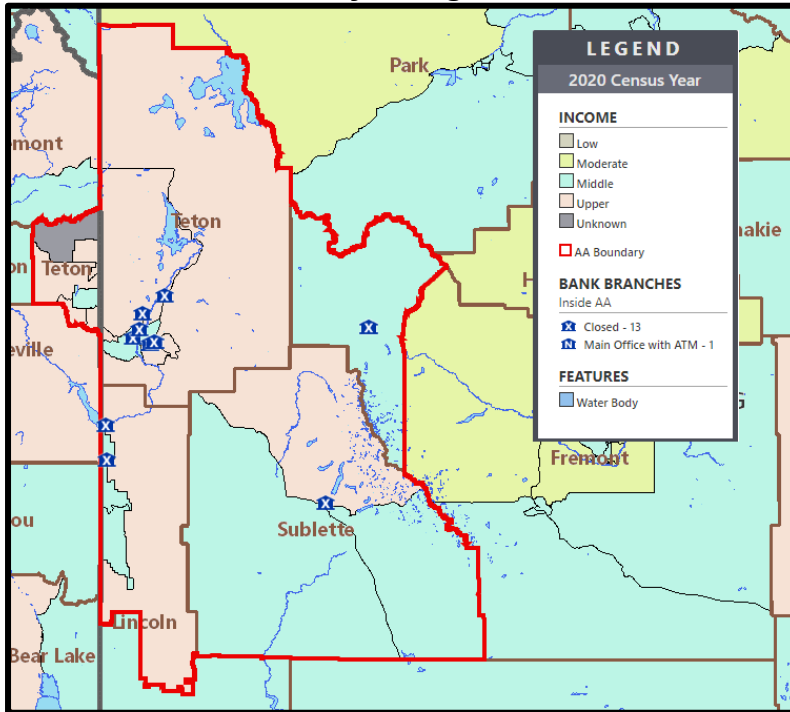 Park
LEGEND
2020 Census Year
INCOME
Low
Moderate
Middle
Upper
Unknown
AA Boundary
BANK BRANCHES
Inside AA
Closed - 13
Main Office with ATM - 1
FEATURES
Water Body
emont
Teton
Teton
on
akie
H
eville
G
Fremont
ou
Sublette
Lincoln
Bear Lake